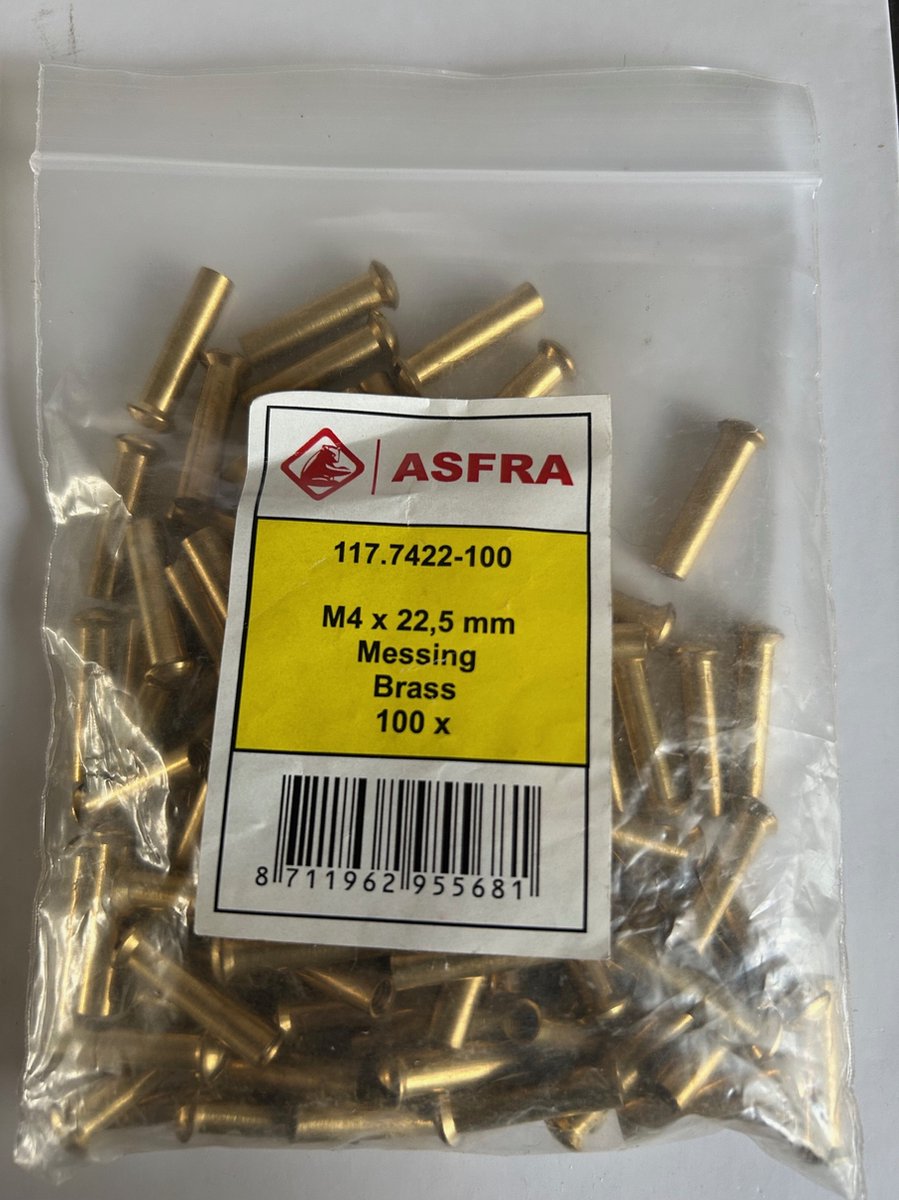 ASFRA
117.7422-100
M4 x 22,5 mm
Messing
Brass
100 x
8 711962 955681